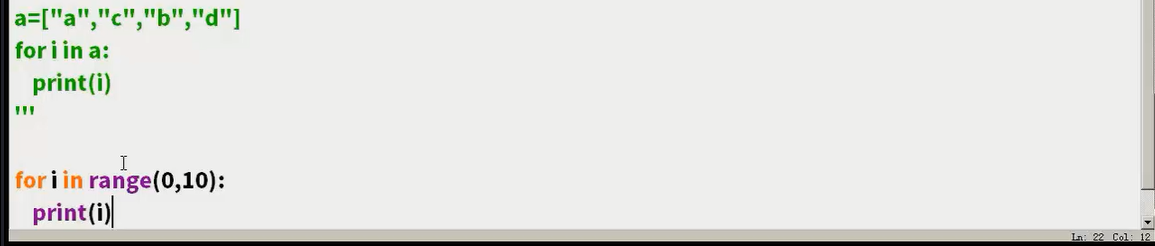 a=["a","c","b","d"]
for i in a:
    print(i)
'''
for i in range(0,10):
    print(i)
Ln: 22 Col: 12